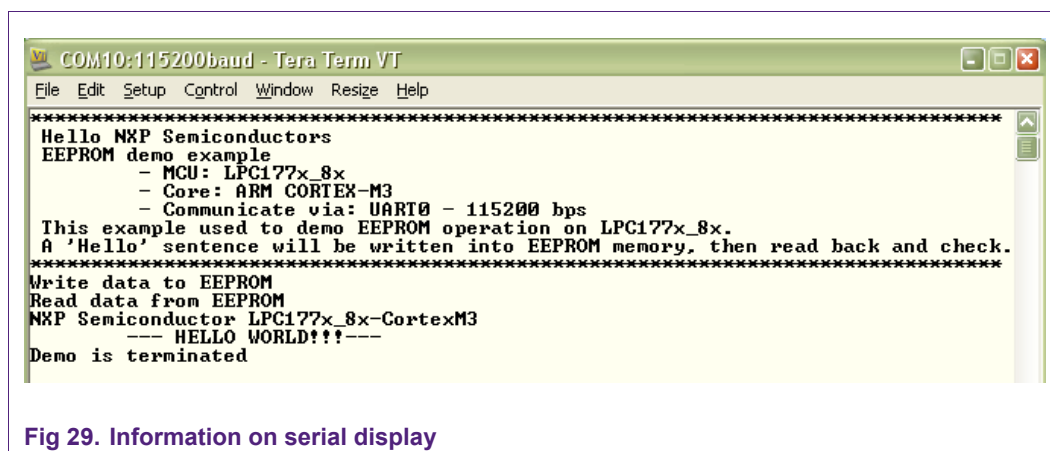 COM10:115200baud - Tera Term VT
File Edit Setup Control Window Resize Help
********************************************************************************
Hello NXP Semiconductors
EEPROM demo example
- MCU: LPC177x_8x
- Core: ARM CORTEX-M3
- Communicate via: UART0 - 115200 bps
This example used to demo EEPROM operation on LPC177x_8x.
A 'Hello' sentence will be written into EEPROM memory, then read back and check.
********************************************************************************
Write data to EEPROM
Read data from EEPROM
NXP Semiconductor LPC177x_8x-CortexM3
--- HELLO WORLD!!!---
Demo is terminated
Fig 29. Information on serial display